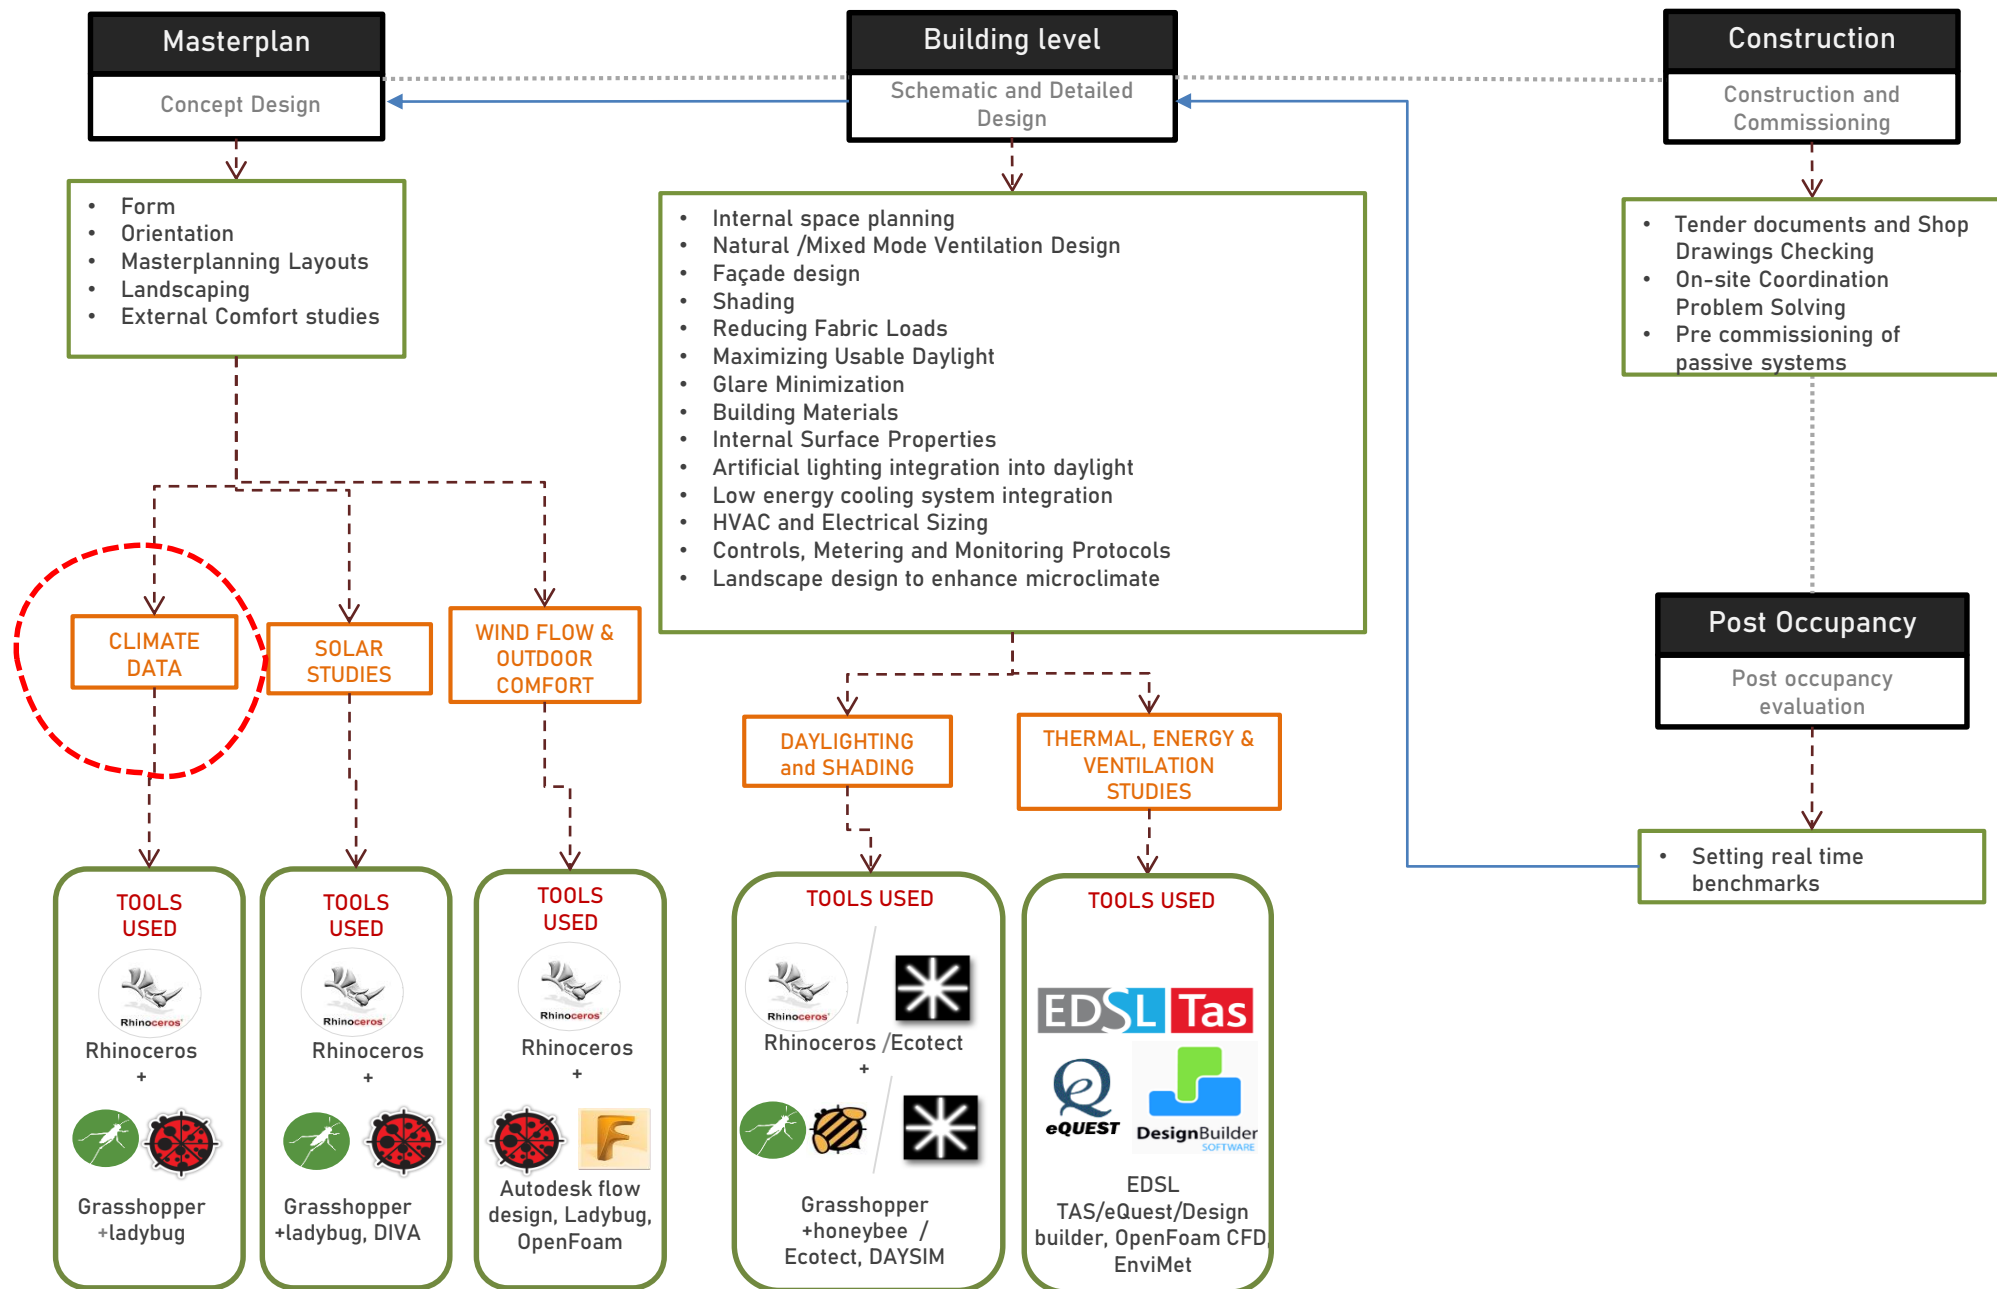 Masterplan
Concept Design
• Form
• Orientation
• Masterplanning Layouts
• Landscaping
• External Comfort studies
CLIMATE
DATA
SOLAR
STUDIES
WIND FLOW &
OUTDOOR
COMFORT
TOOLS
USED
Rhinoceros
Rhinoceros
+
Grasshopper
+ladybug
TOOLS
USED
Rhinoceros
Rhinoceros
+
Grasshopper
+ladybug, DIVA
TOOLS
USED
Rhinoceros
Rhinoceros
+
F
Autodesk flow
design, Ladybug,
OpenFoam
Building level
Schematic and Detailed
Design
• Internal space planning
• Natural /Mixed Mode Ventilation Design
• Façade design
• Shading
• Reducing Fabric Loads
• Maximizing Usable Daylight
• Glare Minimization
• Building Materials
• Internal Surface Properties
• Artificial lighting integration into daylight
• Low energy cooling system integration
• HVAC and Electrical Sizing
• Controls, Metering and Monitoring Protocols
• Landscape design to enhance microclimate
DAYLIGHTING
and SHADING
THERMAL, ENERGY &
VENTILATION
STUDIES
TOOLS USED
Rhinoceros
Rhinoceros /Ecotect
+
Grasshopper
+honeybee /
Ecotect, DAYSIM
TOOLS USED
EDSL Tas
eQUEST
DesignBuilder
SOFTWARE
EDSL
TAS/eQuest/Design
builder, OpenFoam CFD,
EnviMet
Construction
Construction and
Commissioning
• Tender documents and Shop
Drawings Checking
• On-site Coordination
Problem Solving
• Pre commissioning of
passive systems
Post Occupancy
Post occupancy
evaluation
• Setting real time
benchmarks